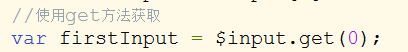 //使用get方法获取
var firstInput = $input.get(0);